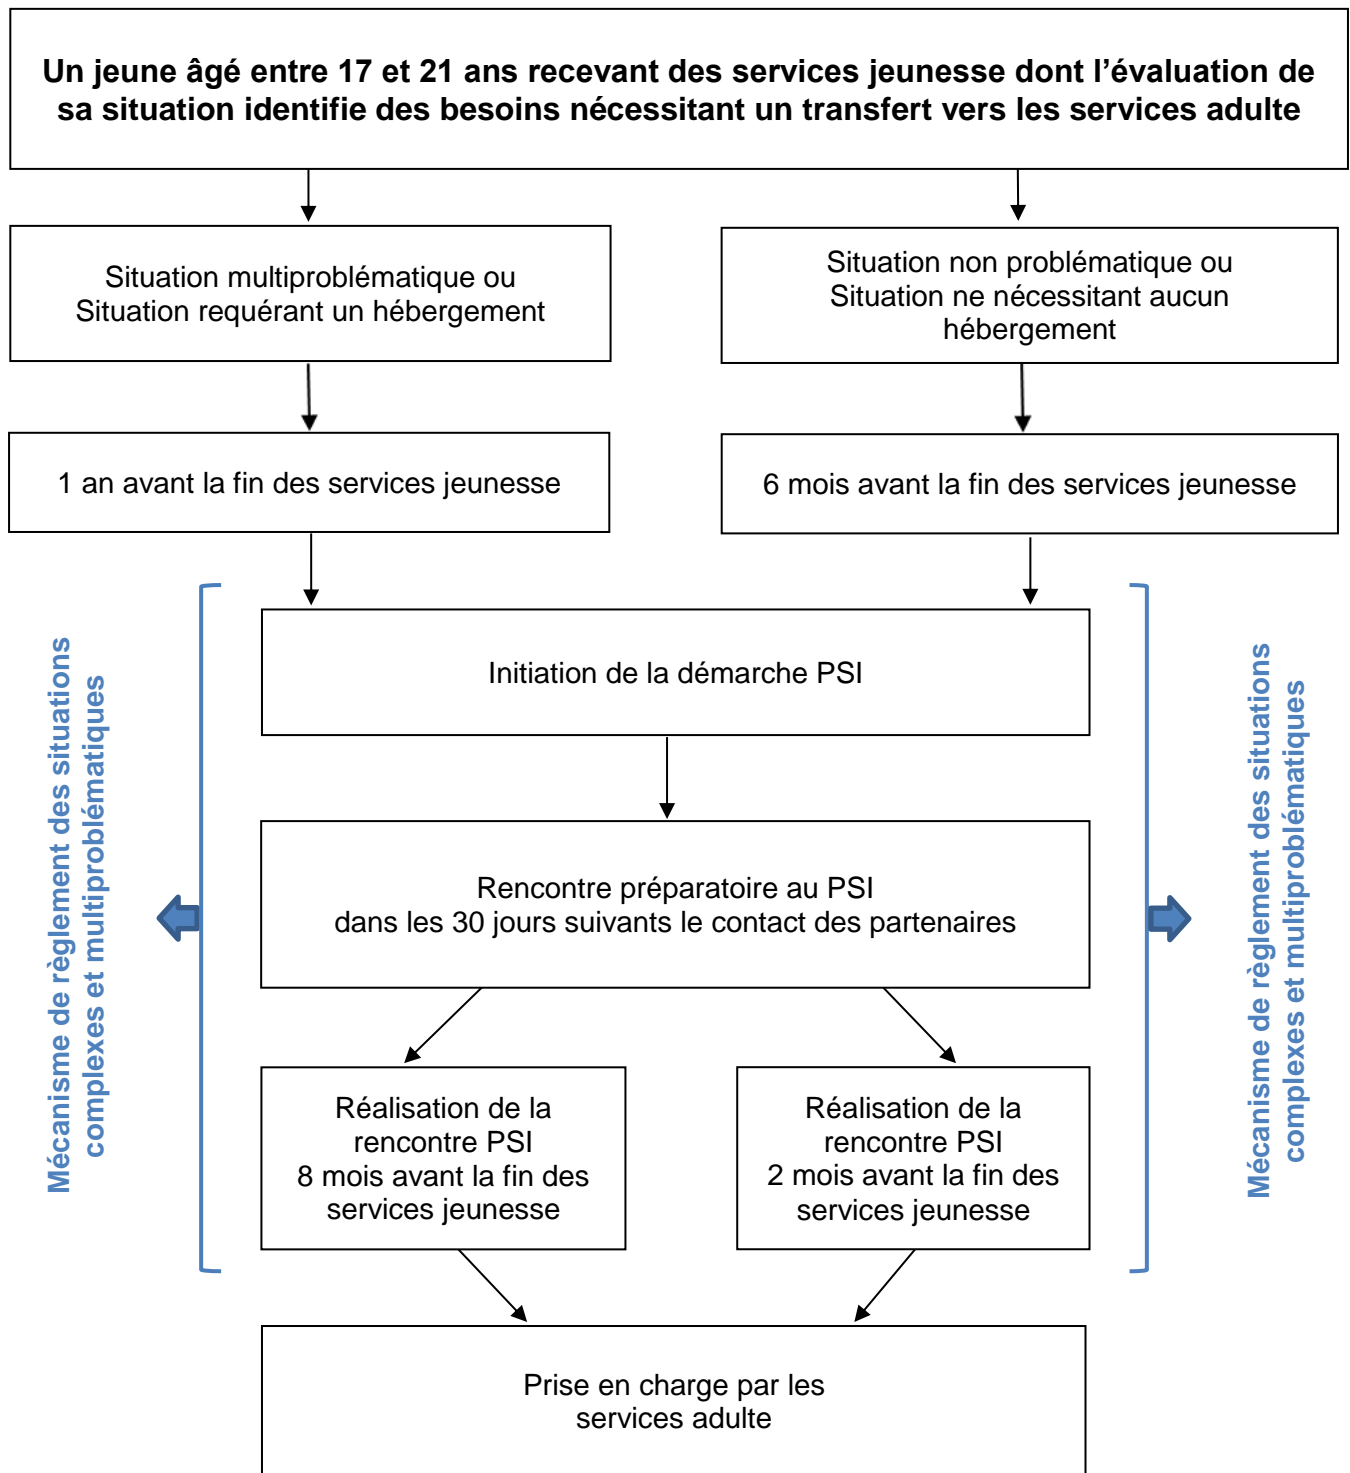 Un jeune âgé entre 17 et 21 ans recevant des services jeunesse dont l’évaluation de
sa situation identifie des besoins nécessitant un transfert vers les services adulte
Situation multiproblématique ou
Situation requérant un hébergement
Situation non problématique ou
Situation ne nécessitant aucun
hébergement
1 an avant la fin des services jeunesse
6 mois avant la fin des services jeunesse
Mécanisme de règlement des situations
complexes et multiproblématiques
Initiation de la démarche PSI
Rencontre préparatoire au PSI
dans les 30 jours suivants le contact des partenaires
Réalisation de la
rencontre PSI
8 mois avant la fin des
services jeunesse
Réalisation de la
rencontre PSI
2 mois avant la fin des
services jeunesse
Mécanisme de règlement des situations
complexes et multiproblématiques
Prise en charge par les
services adulte